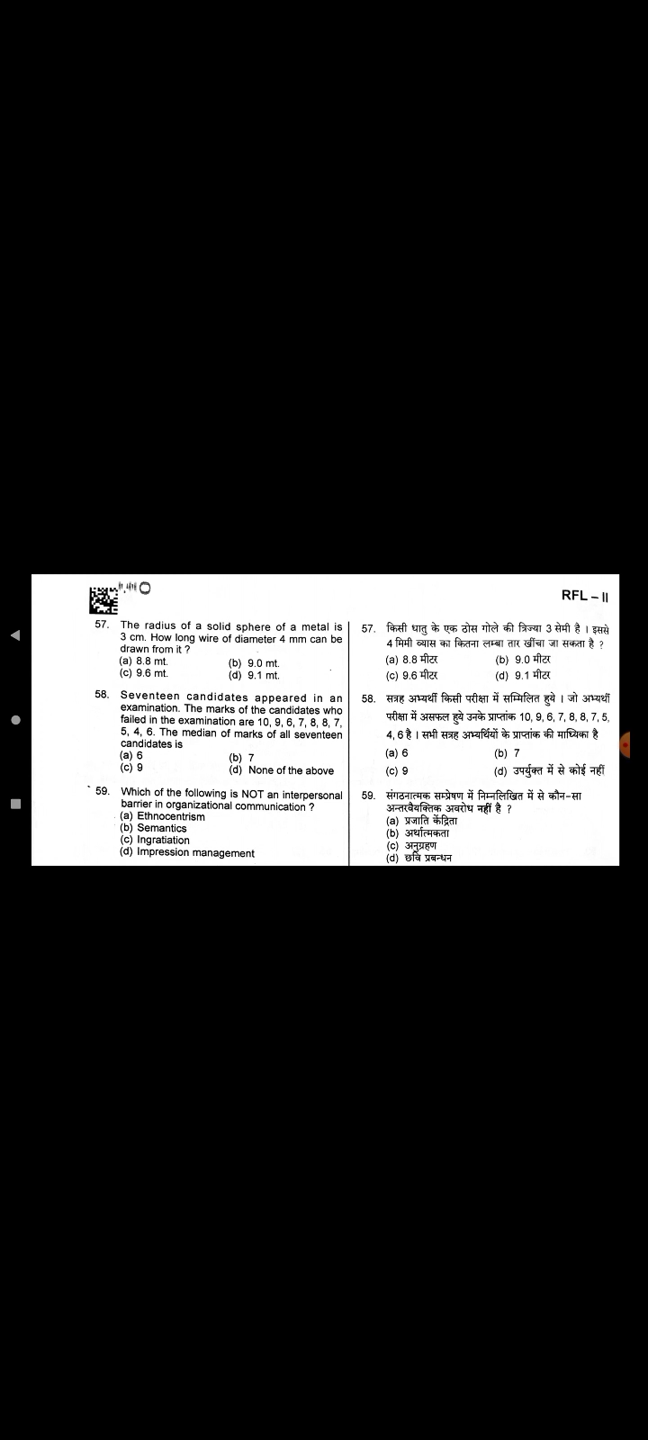 RFL – II
57. The radius of a solid sphere of a metal is
3 cm. How long wire of diameter 4 mm can be
drawn from it ?
(a) 8.8 mt. (b) 9.0 mt.
(c) 9.6 mt. (d) 9.1 mt.
58. Seventeen candidates appeared in an
examination. The marks of the candidates who
failed in the examination are 10, 9, 6, 7, 8, 8, 7,
5, 4, 6. The median of marks of all seventeen
candidates is
(a) 6 (b) 7
(c) 9 (d) None of the above
59. Which of the following is NOT an interpersonal
barrier in organizational communication ?
(a) Ethnocentrism
(b) Semantics
(c) Ingratiation
(d) Impression management
57. किसी धातु के एक ठोस गोले की त्रिज्या 3 सेमी है । इससे
4 मिमी व्यास का कितना लम्बा तार खींचा जा सकता है ?
(a) 8.8 मीटर (b) 9.0 मीटर
(c) 9.6 मीटर (d) 9.1 मीटर
58. सत्रह अभ्यर्थी किसी परीक्षा में सम्मिलित हुये । जो अभ्यर्थी
परीक्षा में असफल हुये उनके प्राप्तांक 10, 9, 6, 7, 8, 8, 7, 5,
4, 6 है । सभी सत्रह अभ्यर्थियों के प्राप्तांक की माध्यिका है
(a) 6 (b) 7
(c) 9 (d) उपर्युक्त में से कोई नहीं
59. संगठनात्मक सम्प्रेषण में निम्नलिखित में से कौन-सा
अन्तरवैयक्तिक अवरोध नहीं है ?
(a) प्रजाति केंद्रिता
(b) अर्थात्मकता
(c) अनुग्रहण
(d) छवि प्रबन्धन